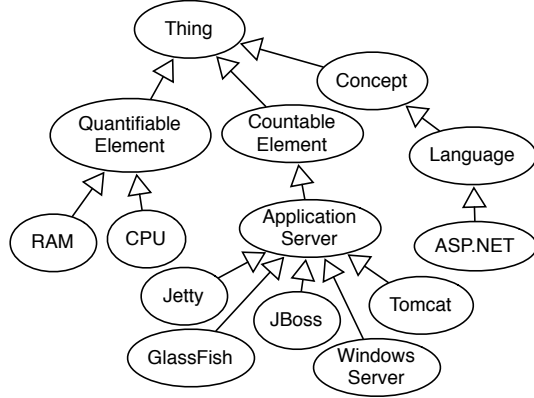 Thing
Concept
Quantifiable
Element
Countable
Element
Language
RAM
CPU
Application
Server
ASP.NET
Jetty
JBoss
Tomcat
GlassFish
Windows
Server